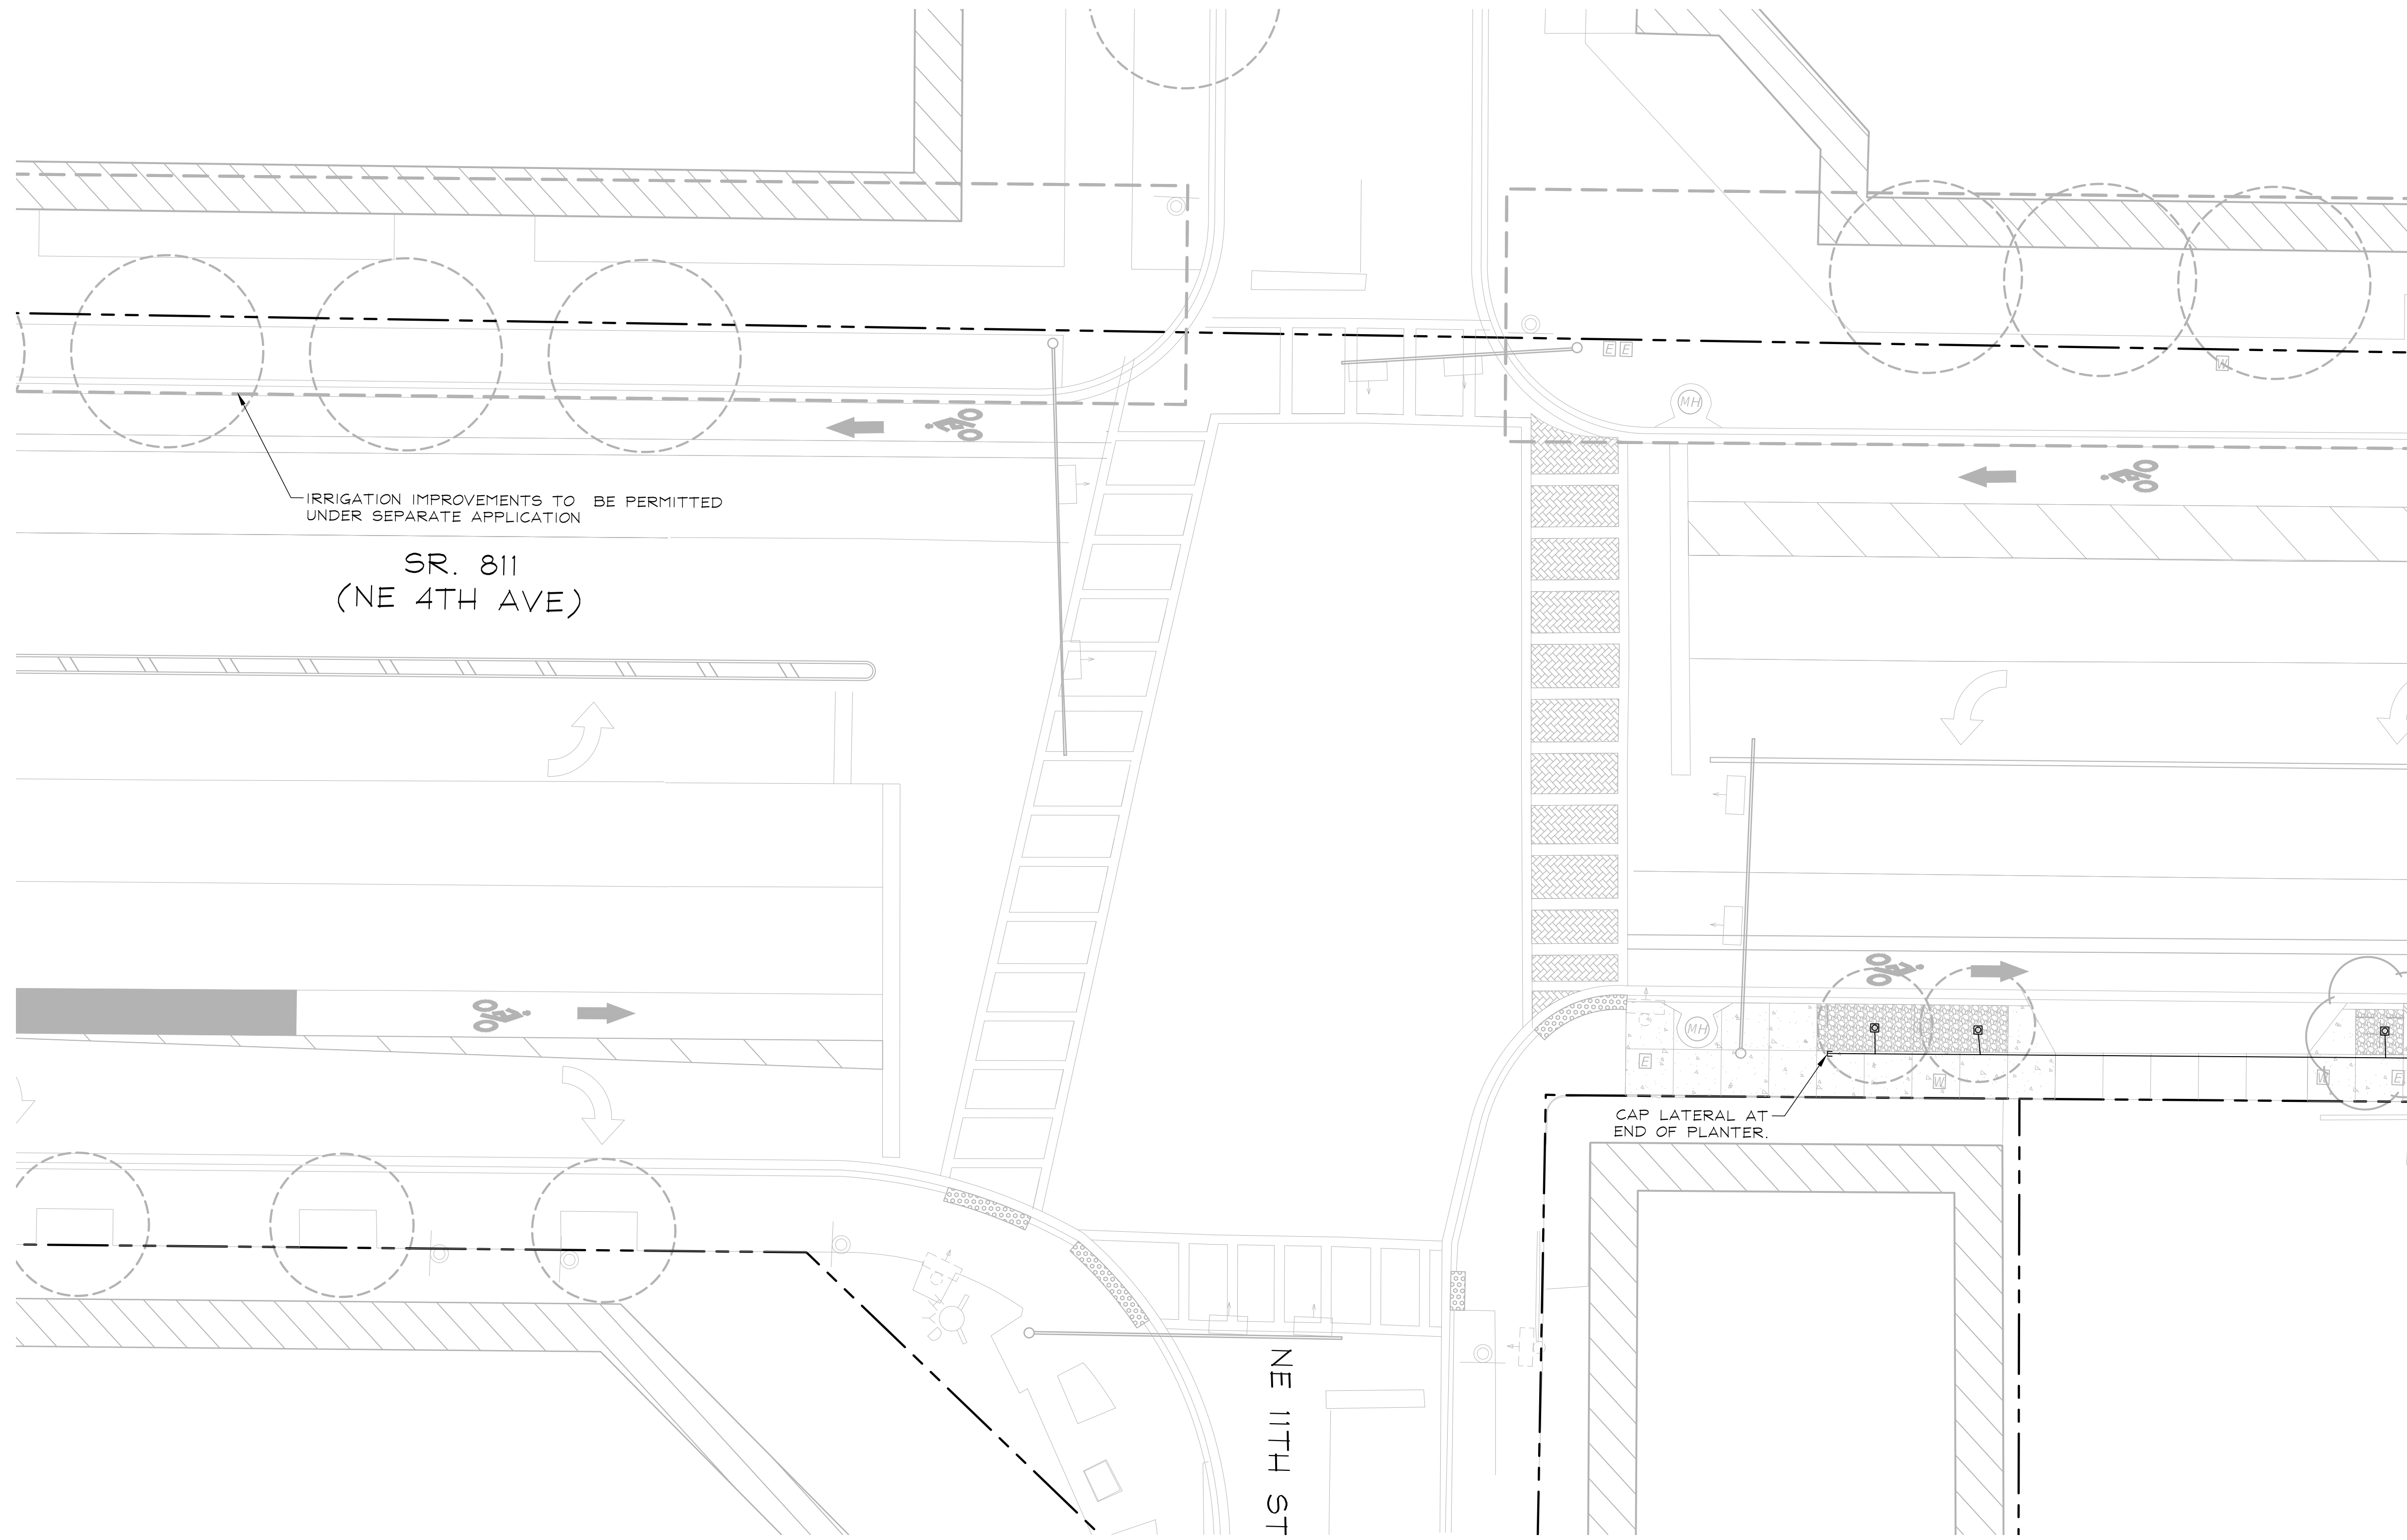 E E
W
MH
IRRIGATION IMPROVEMENTS TO BE PERMITTED
UNDER SEPARATE APPLICATION
SR. 811
(NE 4TH AVE)
MH
E
E
W
W
E
CAP LATERAL AT
END OF PLANTER.
NE 11TH ST